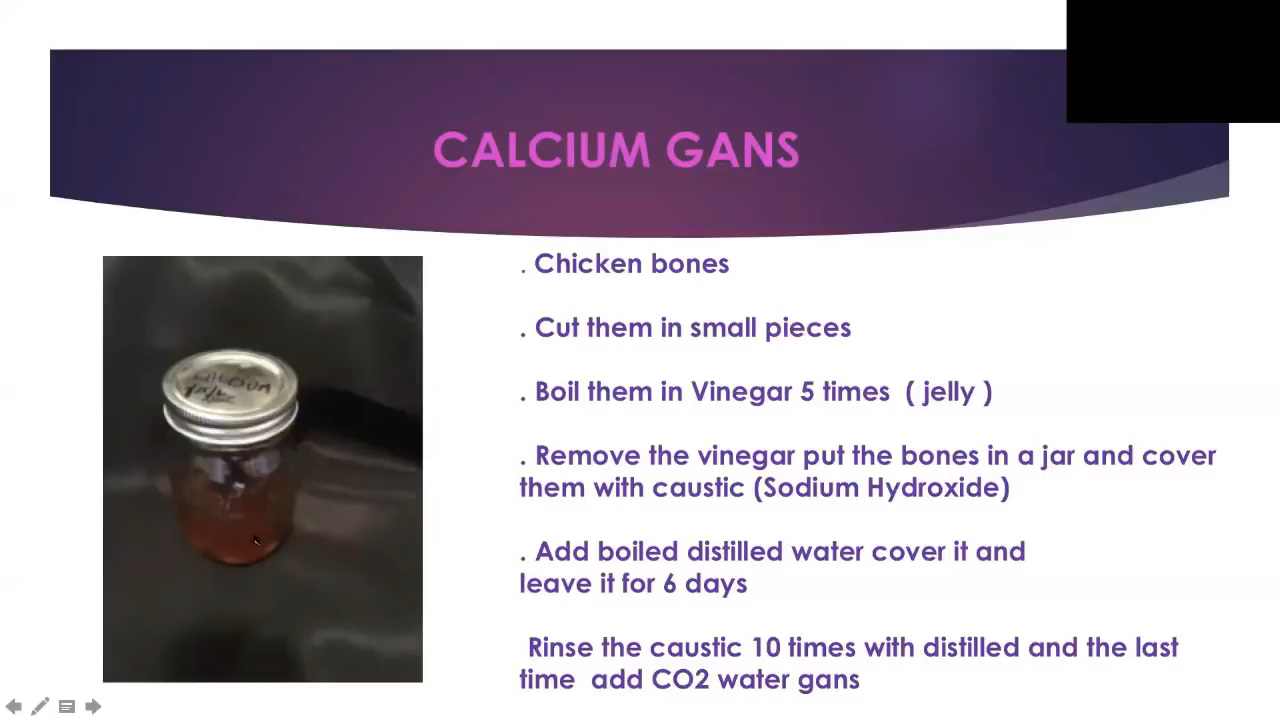 CALCIUM GANS
. Chicken bones
. Cut them in small pieces
. Boil them in Vinegar 5 times ( jelly )
. Remove the vinegar put the bones in a jar and cover
them with caustic (Sodium Hydroxide)
. Add boiled distilled water cover it and
leave it for 6 days
Rinse the caustic 10 times with distilled and the last
time add CO2 water gans
CALCIUM